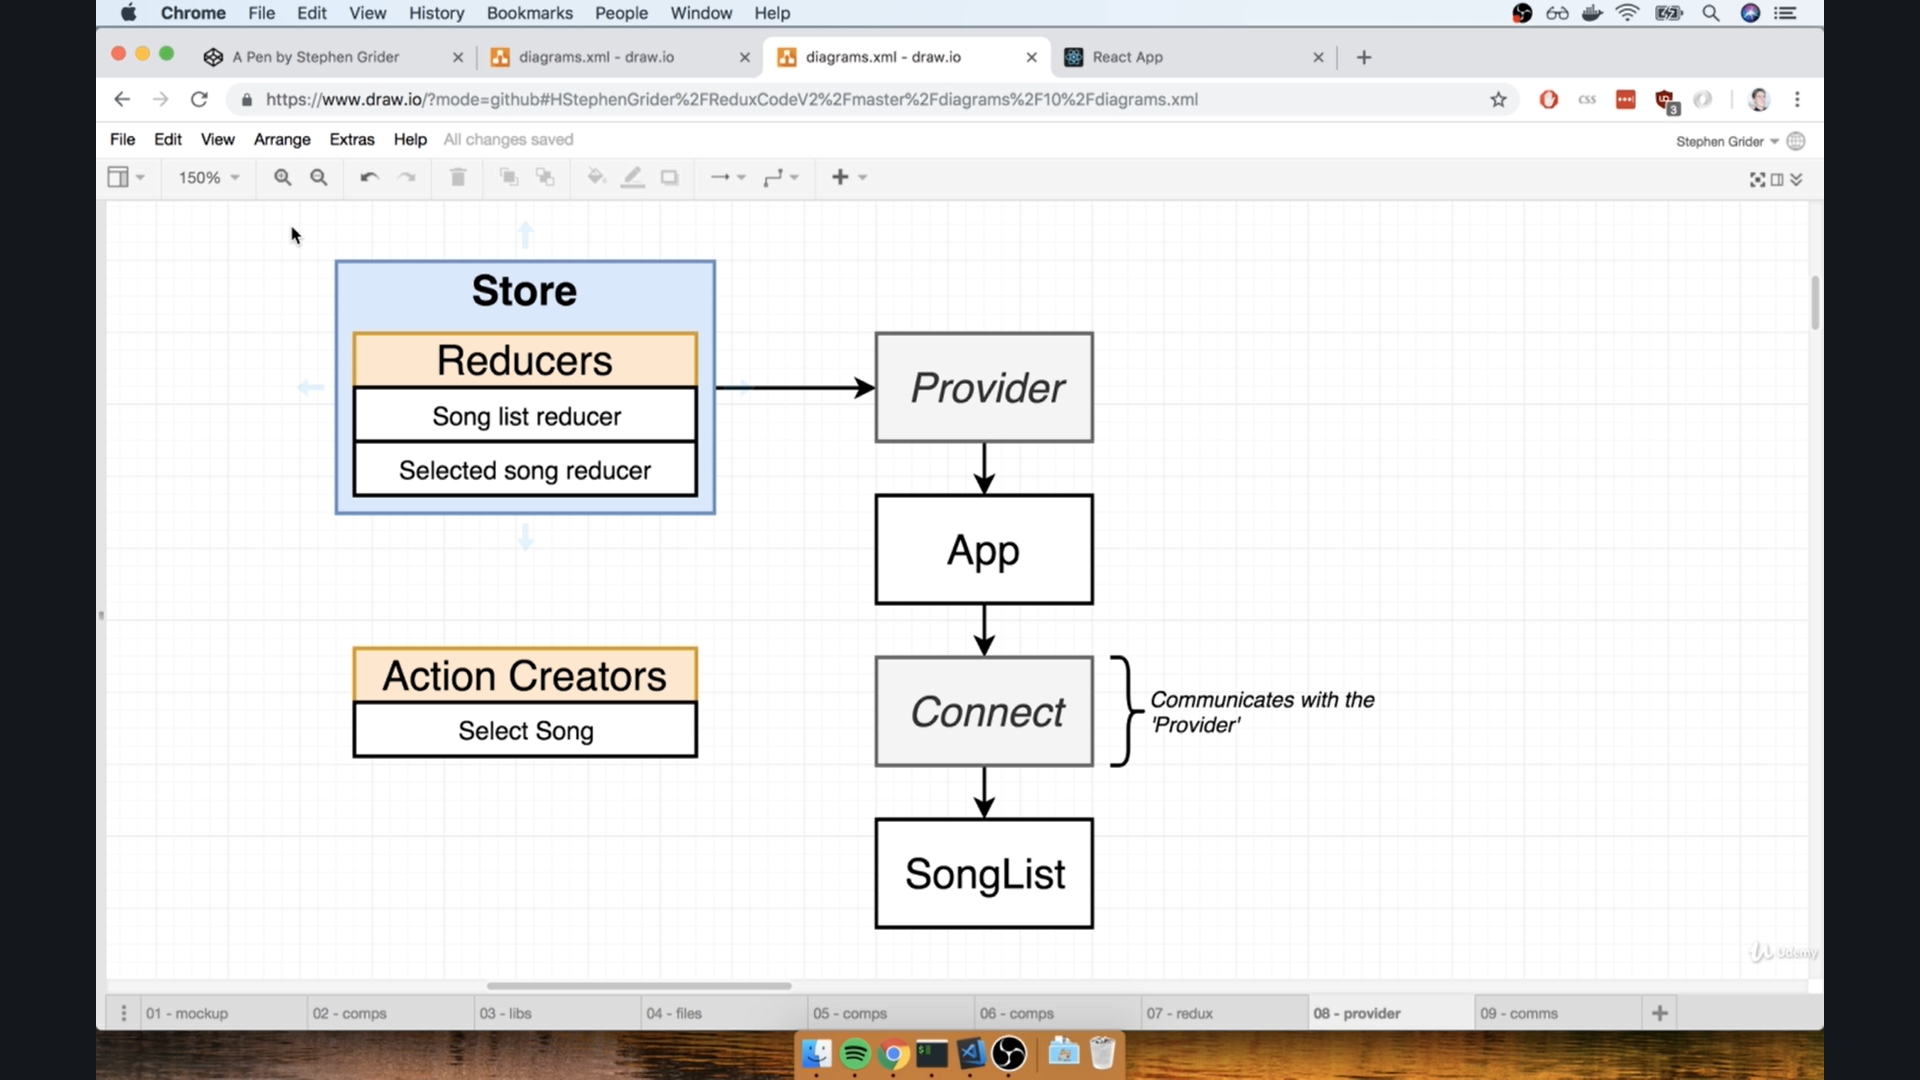 Chrome File Edit View History Bookmarks People Window Help
A Pen by Stephen Grider
diagrams.xml - draw.io
diagrams.xml - draw.io
React App
https://www.draw.io/?mode=github#HStephenGrider%2FReduxCodeV2%2Fmaster%2Fdiagrams%2F10%2Fdiagrams.xml
CSS
3
File Edit View Arrange Extras Help All changes saved
Stephen Grider
150%
Store
Reducers
Song list reducer
Selected song reducer
Provider
App
Action Creators
Select Song
Connect
Communicates with the
'Provider'
SongList
Udemy
01 - mockup
02 - comps
03 - libs
04 - files
05 - comps
06 - comps
07 - redux
08 - provider
09 - comms